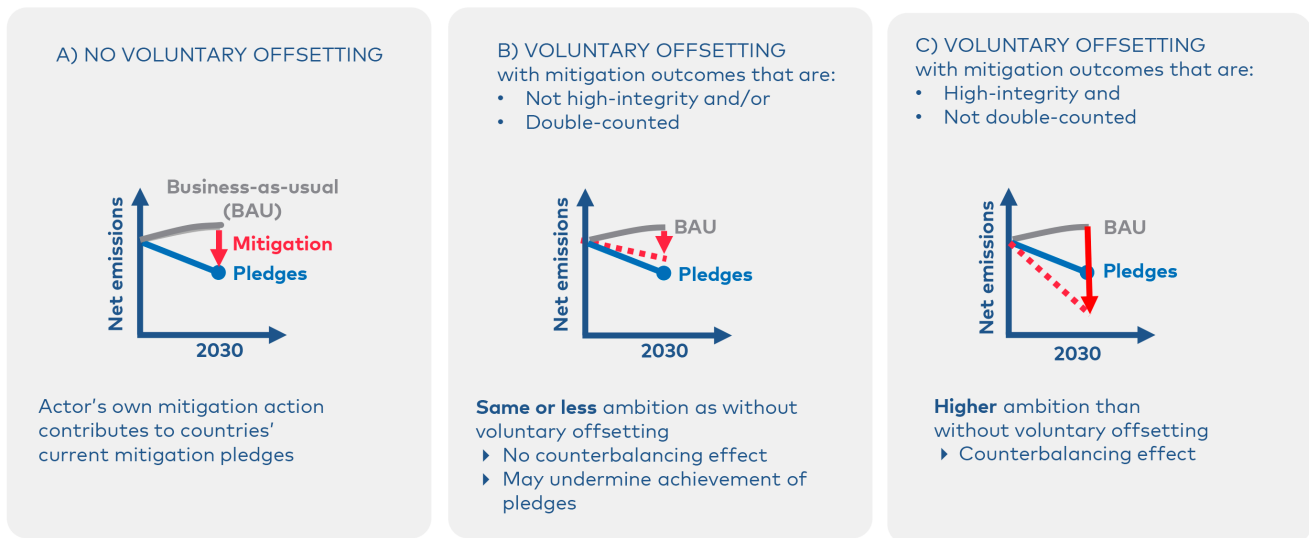 A) NO VOLUNTARY OFFSETTING
Business-as-usual
(BAU)
Mitigation
Pledges
Net emissions
2030
Actor's own mitigation action
contributes to countries'
current mitigation pledges
B) VOLUNTARY OFFSETTING
with mitigation outcomes that are:
• Not high-integrity and/or
• Double-counted
BAU
Pledges
Net emissions
2030
Same or less ambition as without
voluntary offsetting
No counterbalancing effect
May undermine achievement of
pledges
C) VOLUNTARY OFFSETTING
with mitigation outcomes that are:
• High-integrity and
• Not double-counted
BAU
Pledges
Net emissions
2030
Higher ambition than
without voluntary offsetting
Counterbalancing effect